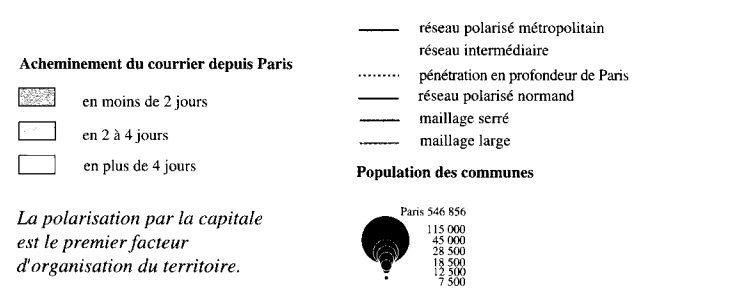 Acheminement du courrier depuis Paris
en moins de 2 jours
en 2 à 4 jours
en plus de 4 jours
La polarisation par la capitale
est le premier facteur
d'organisation du territoire.
réseau polarisé métropolitain
réseau intermédiaire
pénétration en profondeur de Paris
réseau polarisé normand
maillage serré
maillage large
Population des communes
Paris 546 856
115 000
45 000
28 500
18 500
12 500
7 500